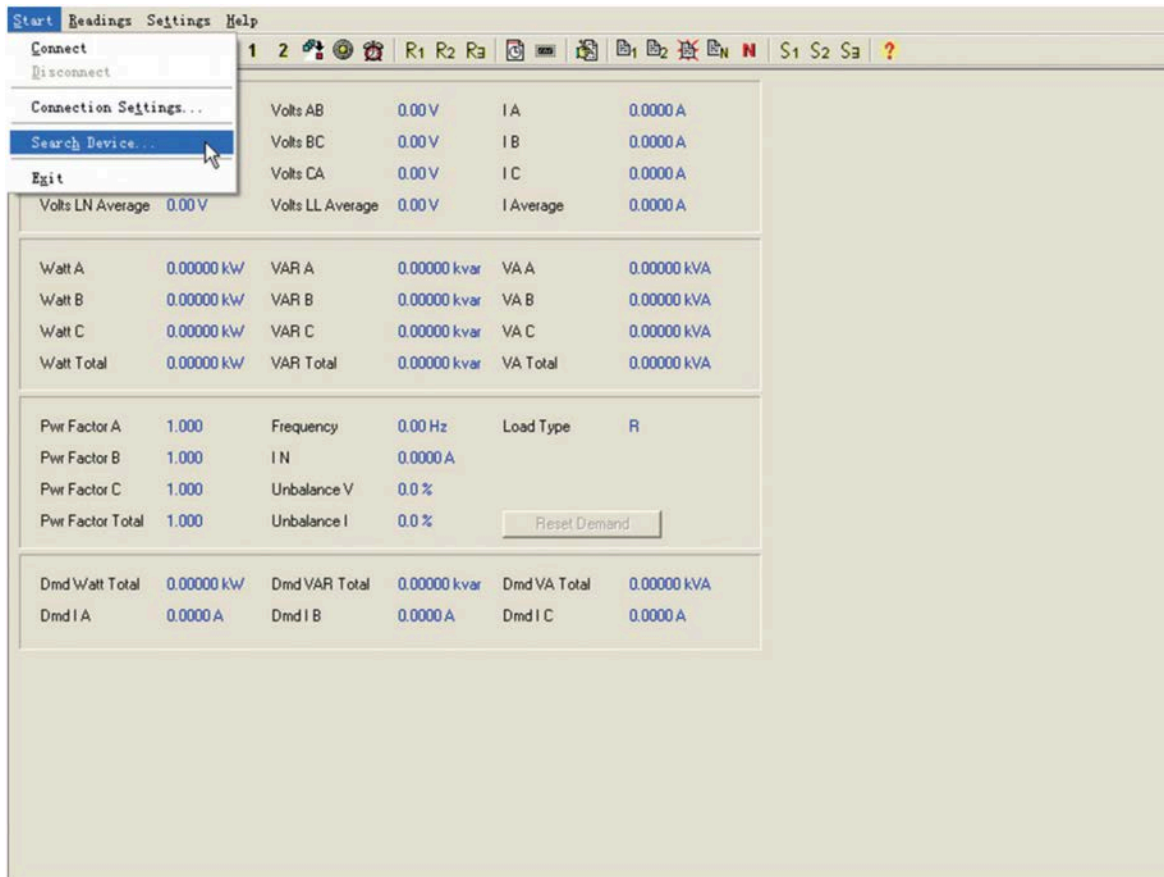 Start Readings Settings Help
Connect
1 2 R1 R2 R3 1 2 N N S1 S2 S3 ?
Disconnect
Connection Settings...
Volts AB 0.00 V I A 0.0000 A
Search Device...
Volts BC 0.00 V I B 0.0000 A
Exit
Volts CA 0.00 V I C 0.0000 A
Volts LN Average 0.00 V Volts LL Average 0.00 V I Average 0.0000 A
Watt A 0.00000 kW VAR A 0.00000 kvar VA A 0.00000 kVA
Watt B 0.00000 kW VAR B 0.00000 kvar VA B 0.00000 kVA
Watt C 0.00000 kW VAR C 0.00000 kvar VA C 0.00000 kVA
Watt Total 0.00000 kW VAR Total 0.00000 kvar VA Total 0.00000 kVA
Pwr Factor A 1.000 Frequency 0.00 Hz Load Type R
Pwr Factor B 1.000 I N 0.0000 A
Pwr Factor C 1.000 Unbalance V 0.0 %
Pwr Factor Total 1.000 Unbalance I 0.0 % Reset Demand
Dmd Watt Total 0.00000 kW Dmd VAR Total 0.00000 kvar Dmd VA Total 0.00000 kVA
Dmd I A 0.0000 A Dmd I B 0.0000 A Dmd I C 0.0000 A